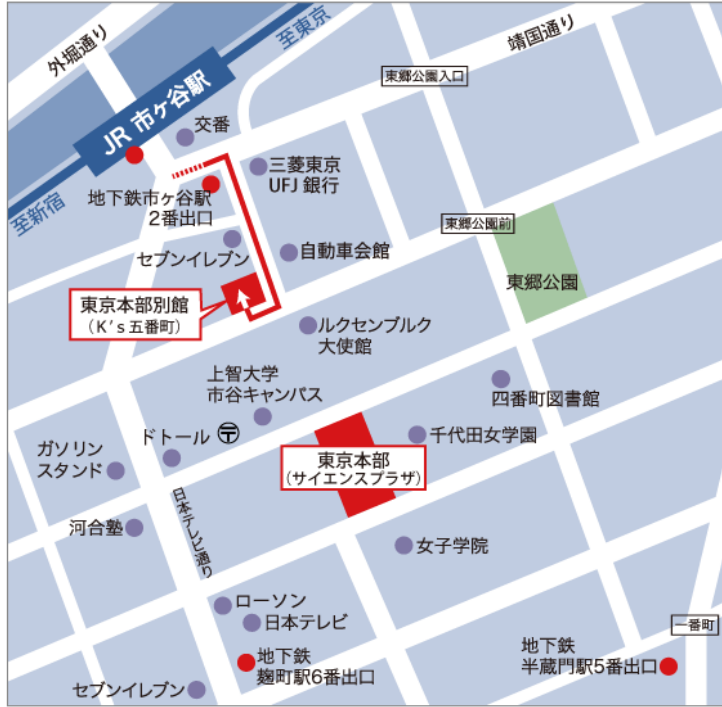 外堀通り
至東京
靖国通り
東郷公園入口
JR 市ヶ谷駅
交番
三菱東京
UFJ 銀行
地下鉄市ヶ谷駅
2番出口
至新宿
東郷公園前
セブンイレブン
自動車会館
東郷公園
東京本部別館
(K's 五番町)
ルクセンブルク
大使館
上智大学
市谷キャンパス
四番町図書館
ドトール 〶
千代田女学園
ガソリン
スタンド
東京本部
(サイエンスプラザ)
日本テレビ通り
河合塾
女子学院
ローソン
日本テレビ
一番町
地下鉄
麹町駅6番出口
地下鉄
半蔵門駅5番出口
セブンイレブン